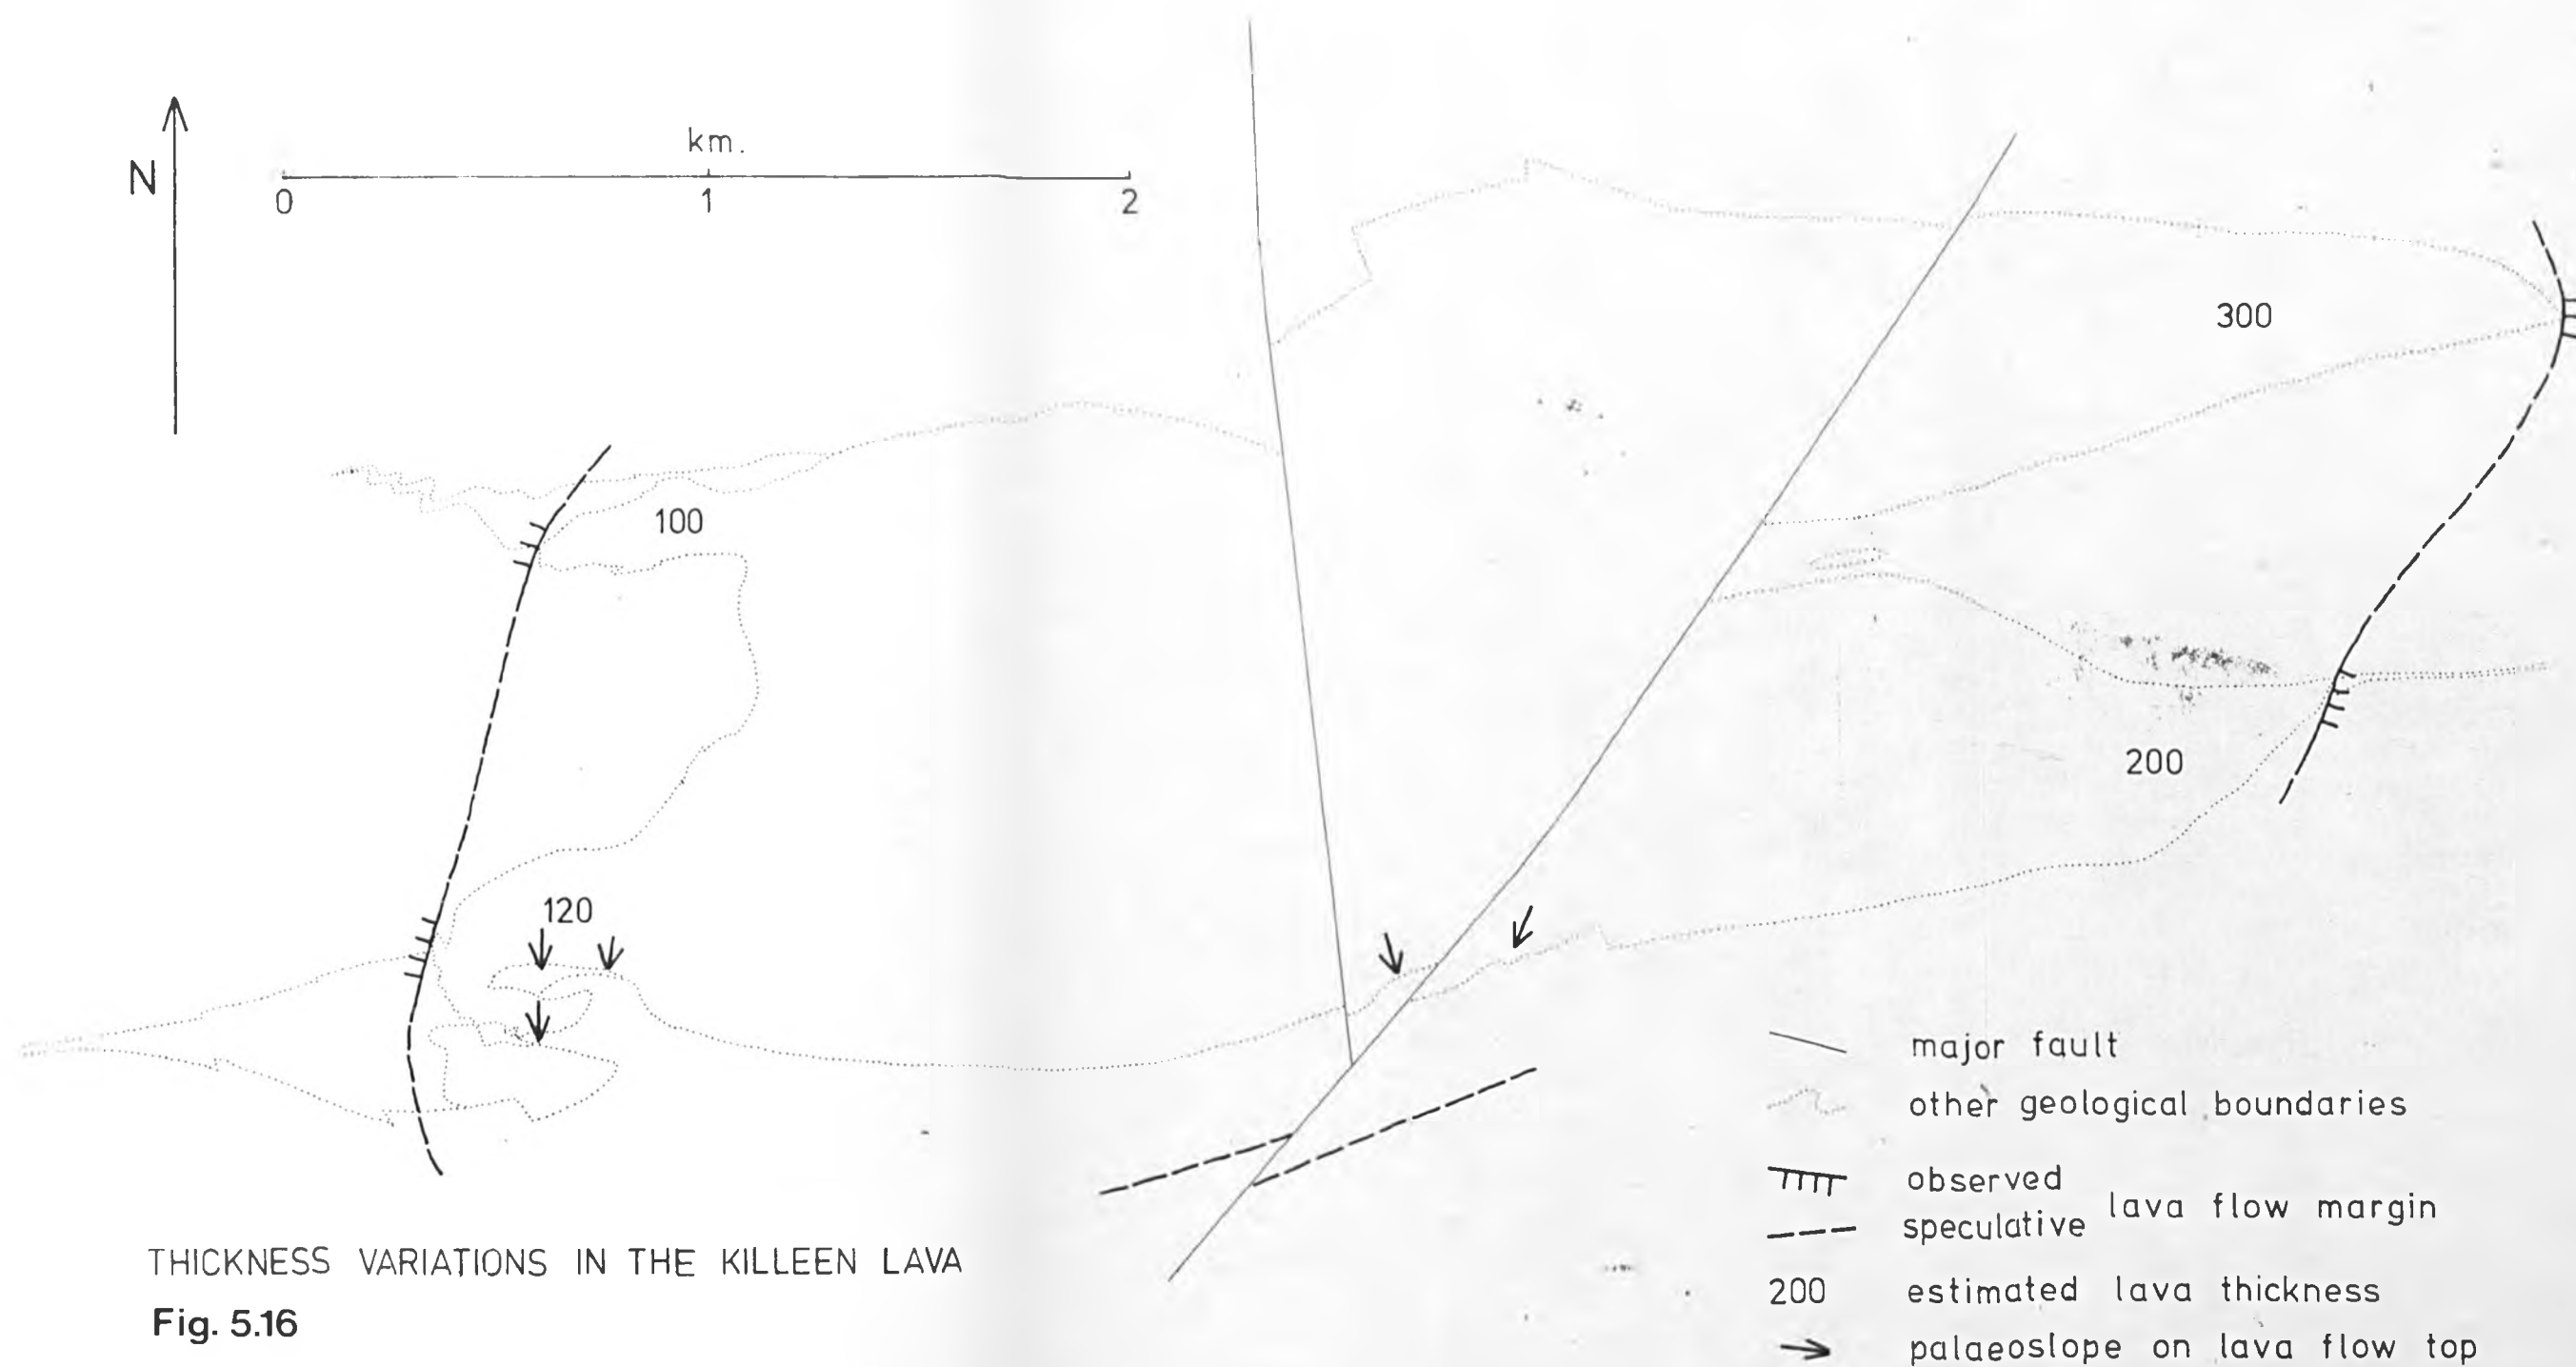 N
km.
0 1 2
300
100
200
120
major fault
other geological boundaries
observed
speculative lava flow margin
200 estimated lava thickness
palaeoslope on lava flow top
THICKNESS VARIATIONS IN THE KILLEEN LAVA
Fig. 5.16